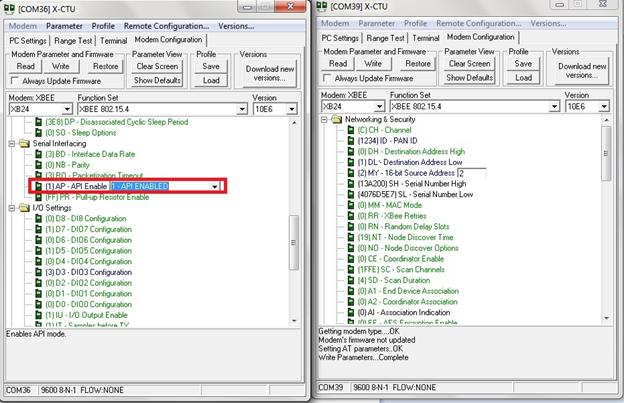 [COM36] X-CTU
Modem Parameter Profile Remote Configuration... Versions...
PC Settings Range Test Terminal Modem Configuration
Modem Parameter and Firmware Parameter View Profile Versions
Read Write Restore Clear Screen Save Download new versions...
Always Update Firmware Show Defaults Load
Modem: XBEE Function Set Version
XB24 XBEE 802.15.4 10E6
(3E8) DP - Disassociated Cyclic Sleep Period
(0) SO - Sleep Options
Serial Interfacing
(3) BD - Interface Data Rate
(0) NB - Parity
(3) RO - Packetization Timeout
(1) AP - API Enable 1 - API ENABLED
(FF) PR - Pull-up Resistor Enable
I/O Settings
(0) D8 - DI8 Configuration
(1) D7 - DIO7 Configuration
(0) D6 - DIO6 Configuration
(1) D5 - DIO5 Configuration
(0) D4 - DIO4 Configuration
(3) D3 - DIO3 Configuration
(0) D2 - DIO2 Configuration
(0) D1 - DIO1 Configuration
(0) D0 - DIO0 Configuration
(1) IU - I/O Output Enable
(1) IT - Samples before TX
Enables API mode.
COM36 9600 8-N-1 FLOW:NONE
[COM39] X-CTU
Modem Parameter Profile Remote Configuration... Versions...
PC Settings Range Test Terminal Modem Configuration
Modem Parameter and Firmware Parameter View Profile Versions
Read Write Restore Clear Screen Save Download new versions...
Always Update Firmware Show Defaults Load
Modem: XBEE Function Set Version
XB24 XBEE 802.15.4 10E6
Networking & Security
(C) CH - Channel
(1234) ID - PAN ID
(0) DH - Destination Address High
(1) DL - Destination Address Low
(2) MY - 16-bit Source Address 2
(13A200) SH - Serial Number High
(4076D5E7) SL - Serial Number Low
(0) MM - MAC Mode
(0) RR - XBee Retries
(0) RN - Random Delay Slots
(19) NT - Node Discover Time
(0) NO - Node Discover Options
(0) CE - Coordinator Enable
(1FFE) SC - Scan Channels
(4) SD - Scan Duration
(0) A1 - End Device Association
(0) A2 - Coordinator Association
(0) AI - Association Indication
(0) EE - AES Encryption Enable
Getting modem type....OK
Modem's firmware not updated
Setting AT parameters..OK
Write Parameters...Complete
COM39 9600 8-N-1 FLOW:NONE